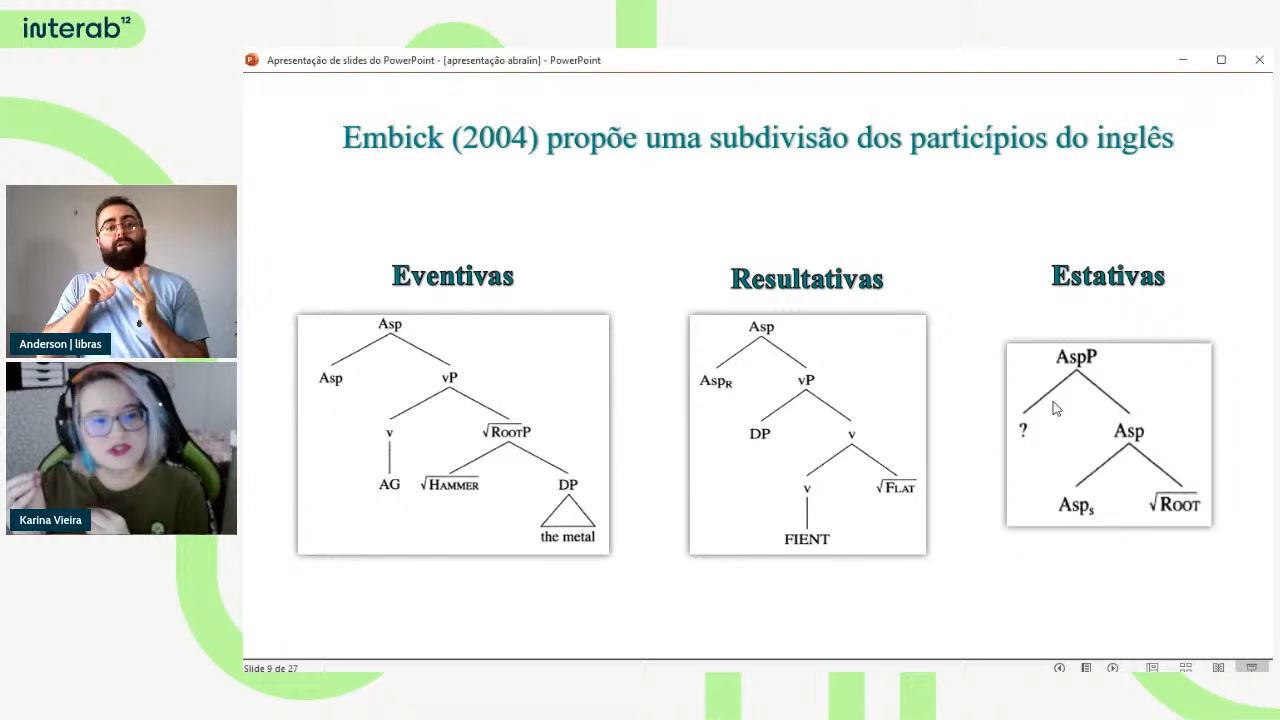 interab¹²
Apresentação de slides do PowerPoint - [apresentação abralin] - PowerPoint
Embick (2004) propõe uma subdivisão dos particípios do inglês
Eventivas
Asp
Asp
vP
v
√ROOTP
AG
√HAMMER
DP
the metal
Resultativas
Asp
Asp_R
vP
DP
v
v
√FLAT
FIENT
Estativas
AspP
?
Asp
Asp_s
√ROOT
Anderson | libras
Karina Vieira
Slide 9 de 27